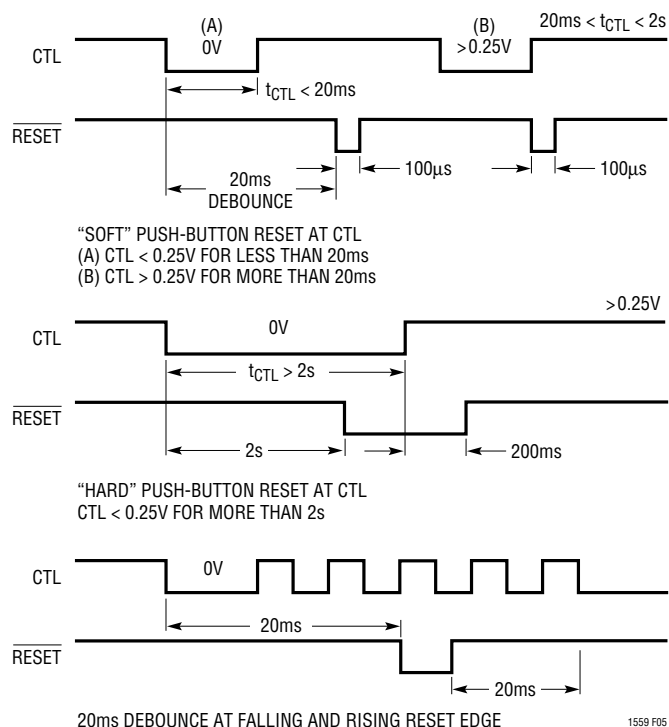 (A)
(B)
20ms < tCTL < 2s
CTL
0V
>0.25V
tCTL < 20ms
RESET
20ms
DEBOUNCE
100µs
100µs
“SOFT” PUSH-BUTTON RESET AT CTL
(A) CTL < 0.25V FOR LESS THAN 20ms
(B) CTL > 0.25V FOR MORE THAN 20ms
>0.25V
CTL
0V
tCTL > 2s
RESET
2s
200ms
“HARD” PUSH-BUTTON RESET AT CTL
CTL < 0.25V FOR MORE THAN 2s
CTL
0V
20ms
RESET
20ms
20ms DEBOUNCE AT FALLING AND RISING RESET EDGE
1559 F05